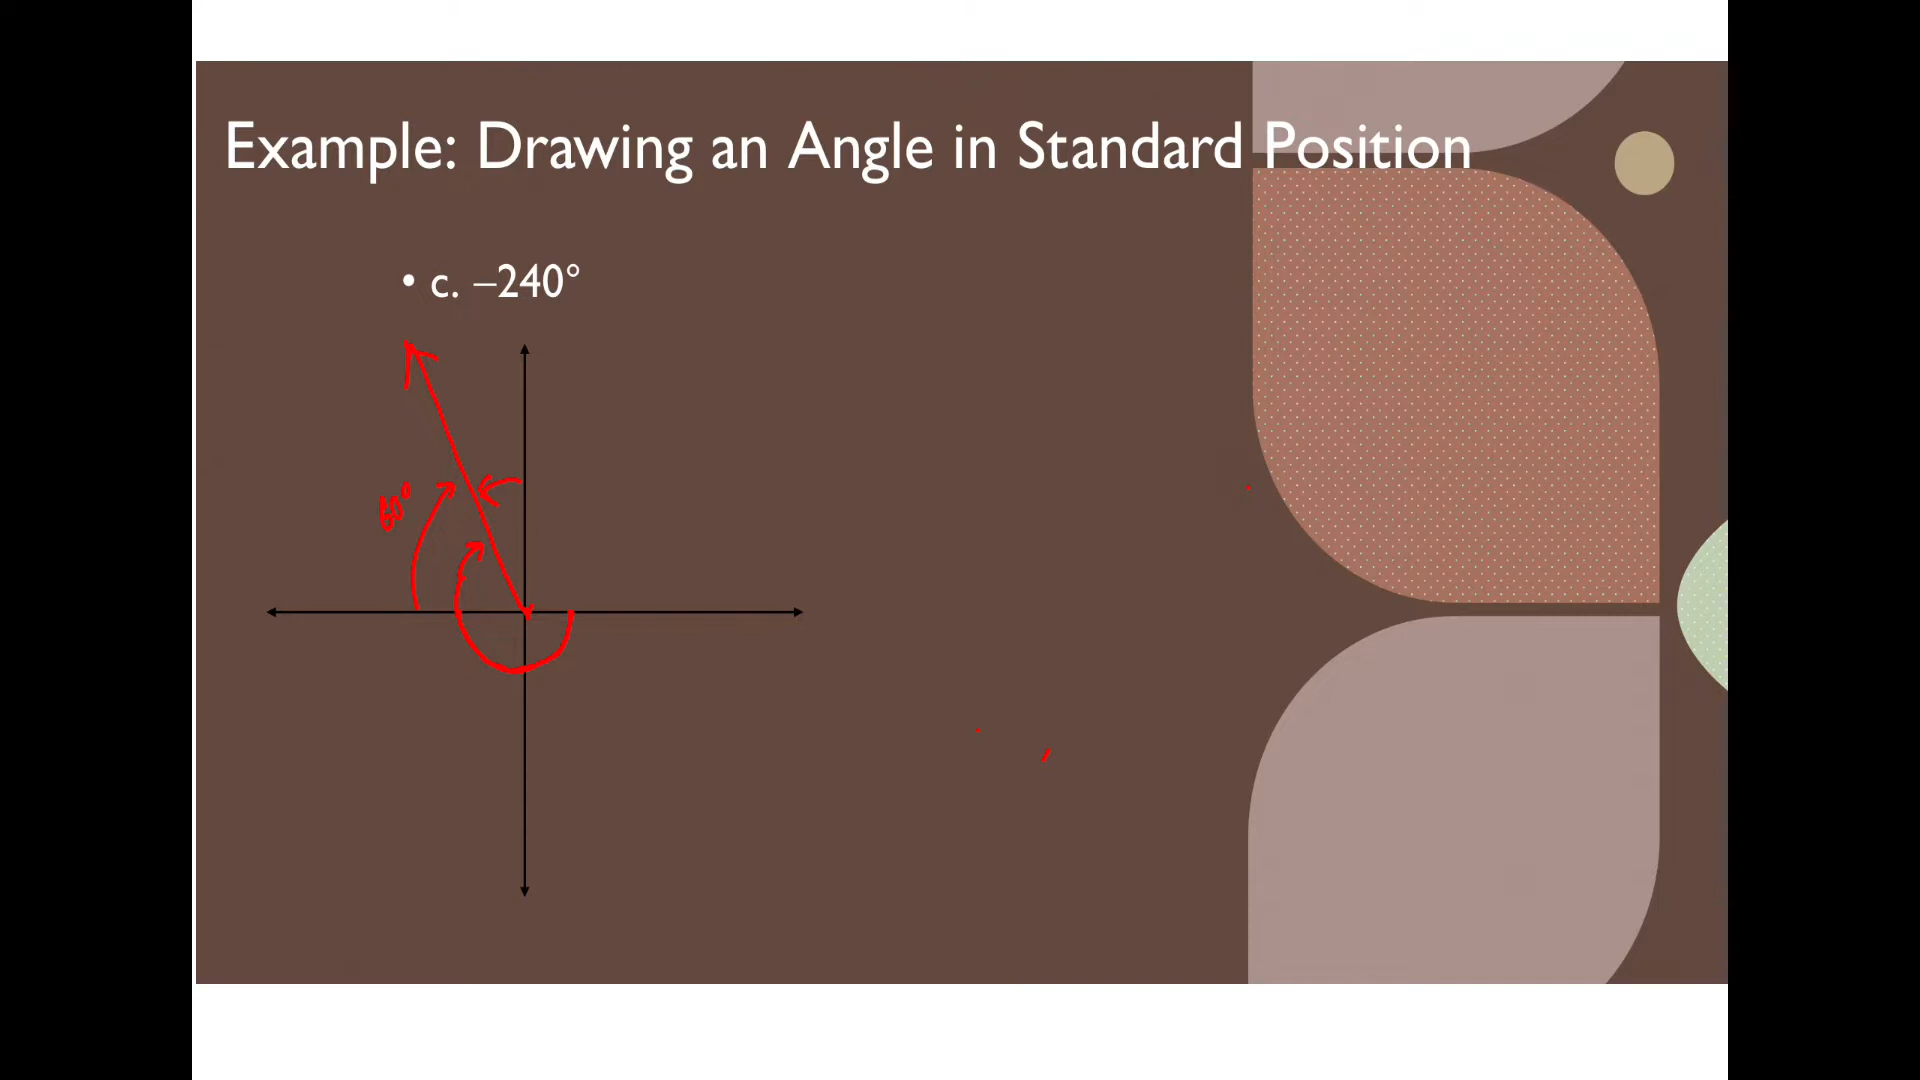 Example: Drawing an Angle in Standard Position
• c. –240°
60°